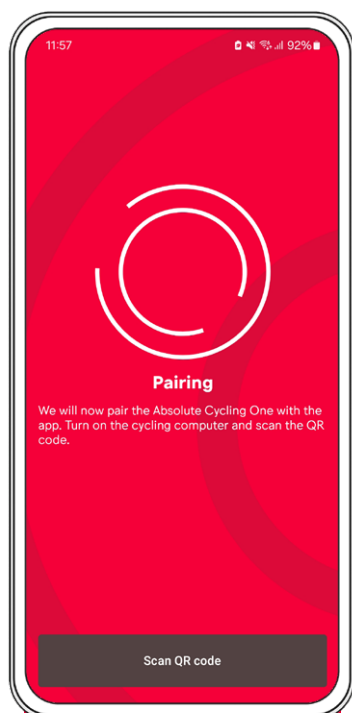 11:57 92%
Pairing
We will now pair the Absolute Cycling One with the
app. Turn on the cycling computer and scan the QR
code.
Scan QR code